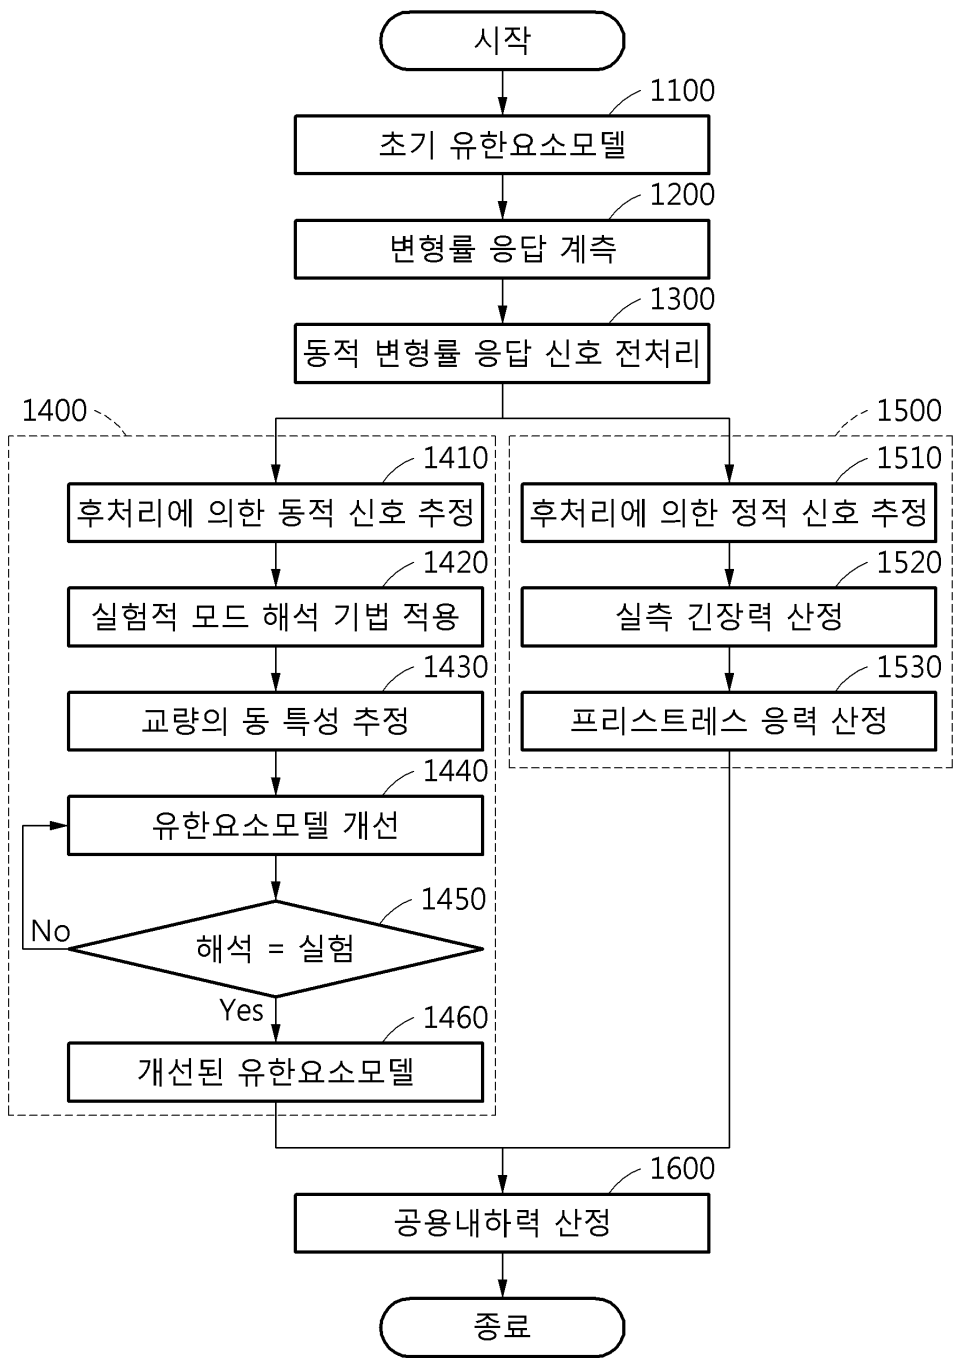 시작
1100
초기 유한요소모델
1200
변형률 응답 계측
1300
동적 변형률 응답 신호 전처리
1400
1410
후처리에 의한 동적 신호 추정
1420
실험적 모드 해석 기법 적용
1430
교량의 동 특성 추정
1440
유한요소모델 개선
1450
해석 = 실험
No
Yes
1460
개선된 유한요소모델
1500
1510
후처리에 의한 정적 신호 추정
1520
실측 긴장력 산정
1530
프리스트레스 응력 산정
1600
공용내하력 산정
종료